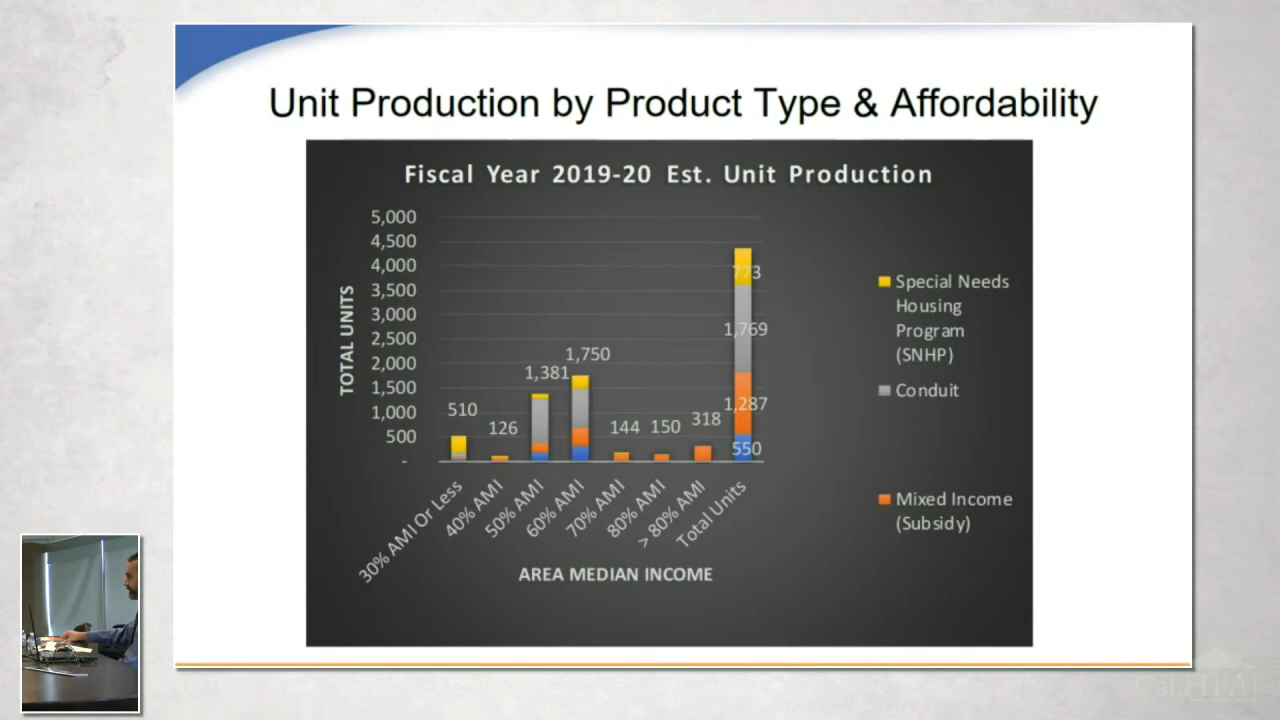 Unit Production by Product Type & Affordability
Fiscal Year 2019-20 Est. Unit Production
5,000
4,500
4,000
3,500
3,000
2,500
2,000
1,500
1,000
500
-
TOTAL UNITS
510
126
1,381
1,750
144
150
318
773
1,769
1,287
550
30% AMI Or Less
40% AMI
50% AMI
60% AMI
70% AMI
80% AMI
> 80% AMI
Total Units
AREA MEDIAN INCOME
Special Needs
Housing
Program
(SNHP)
Conduit
Mixed Income
(Subsidy)
CalHFA